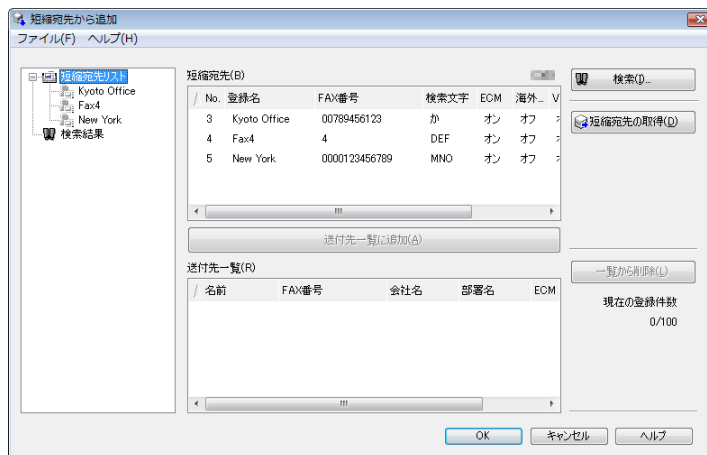 短縮宛先から追加
ファイル(F) ヘルプ(H)
短縮宛先リスト
Kyoto Office
Fax4
New York
検索結果
短縮宛先(B)
No. 登録名 FAX番号 検索文字 ECM 海外... V
3 Kyoto Office 00789456123 か オン オフ
4 Fax4 4 DEF オン オフ
5 New York 0000123456789 MNO オン オフ
送付先一覧に追加(A)
送付先一覧(R)
名前 FAX番号 会社名 部署名 ECM
検索(I)...
短縮宛先の取得(D)
一覧から削除(L)
現在の登録件数
0/100
OK キャンセル ヘルプ